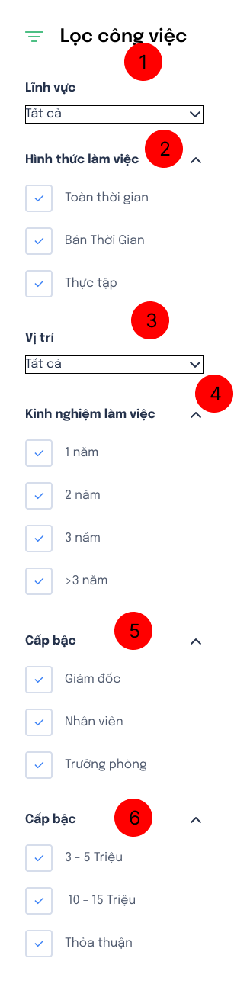 Lọc công việc
1
Lĩnh vực
Tất cả
2
Hình thức làm việc
Toàn thời gian
Bán Thời Gian
Thực tập
3
Vị trí
Tất cả
4
Kinh nghiệm làm việc
1 năm
2 năm
3 năm
>3 năm
5
Cấp bậc
Giám đốc
Nhân viên
Trưởng phòng
6
Cấp bậc
3 - 5 Triệu
10 - 15 Triệu
Thỏa thuận